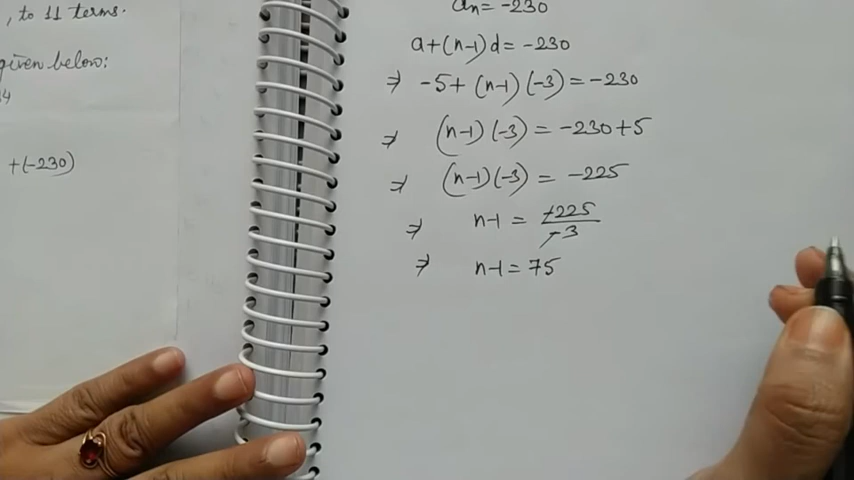 , to 11 terms.
given below:
+(-230)
an = -230
a+(n-1)d = -230
⇒ -5+(n-1)(-3) = -230
⇒ (n-1)(-3) = -230+5
⇒ (n-1)(-3) = -225
⇒ n-1 = -225/-3
⇒ n-1 = 75